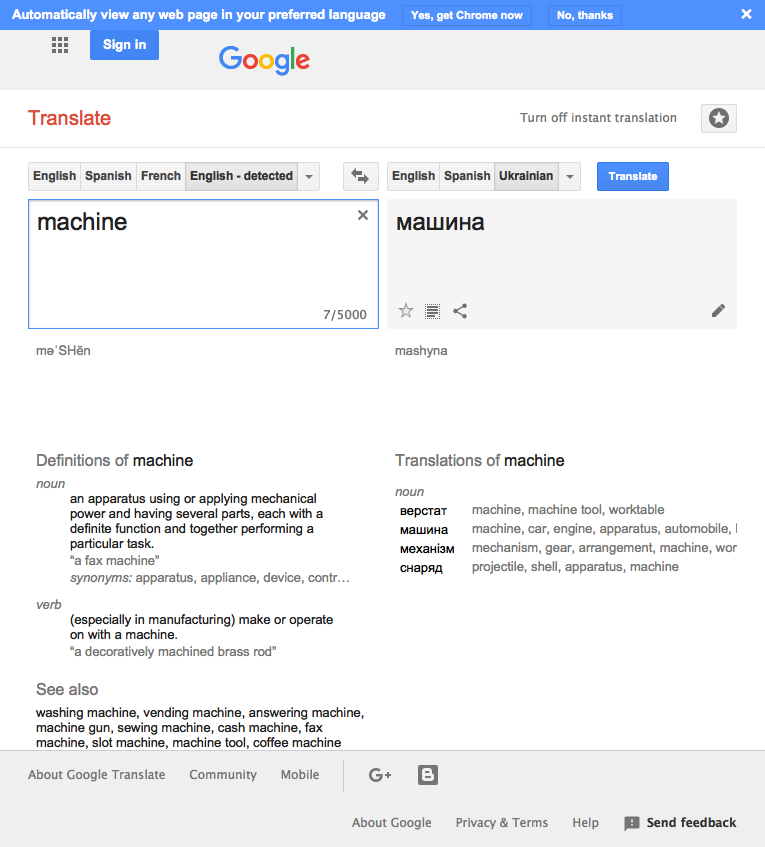 Automatically view any web page in your preferred language Yes, get Chrome now No, thanks
Sign in
Google
Translate
Turn off instant translation
English Spanish French English - detected
English Spanish Ukrainian Translate
machine
7/5000
машина
məˈSHēn
mashyna
Definitions of machine
noun
an apparatus using or applying mechanical
power and having several parts, each with a
definite function and together performing a
particular task.
“a fax machine”
synonyms: apparatus, appliance, device, contr…
verb
(especially in manufacturing) make or operate
on with a machine.
“a decoratively machined brass rod”
See also
washing machine, vending machine, answering machine,
machine gun, sewing machine, cash machine, fax
machine, slot machine, machine tool, coffee machine
Translations of machine
noun
верстат machine, machine tool, worktable
машина machine, car, engine, apparatus, automobile,
механізм mechanism, gear, arrangement, machine, wor
снаряд projectile, shell, apparatus, machine
About Google Translate Community Mobile G+ B
About Google Privacy & Terms Help Send feedback